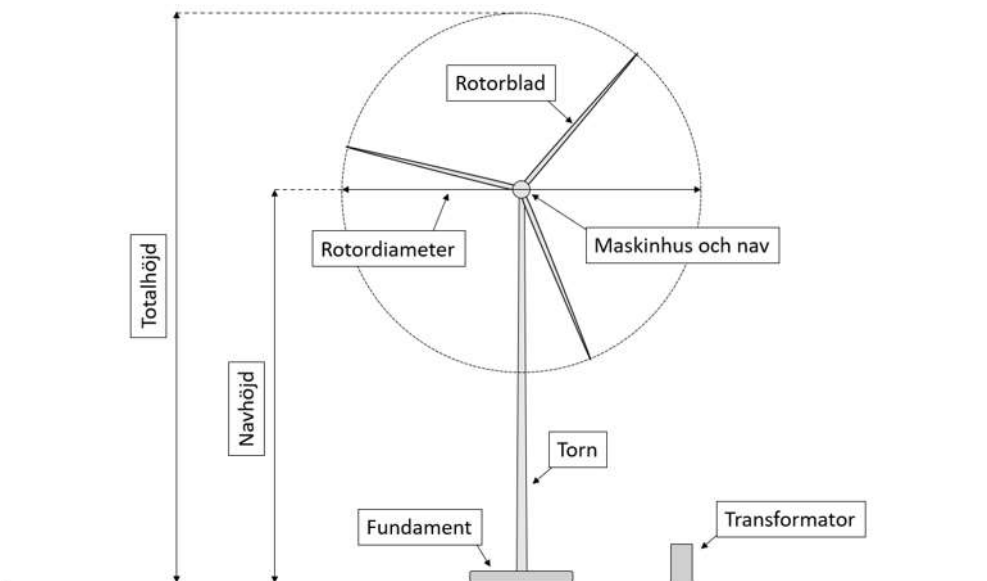 Rotorblad
Rotordiameter
Maskinhus och nav
Totalhöjd
Navhöjd
Torn
Fundament
Transformator